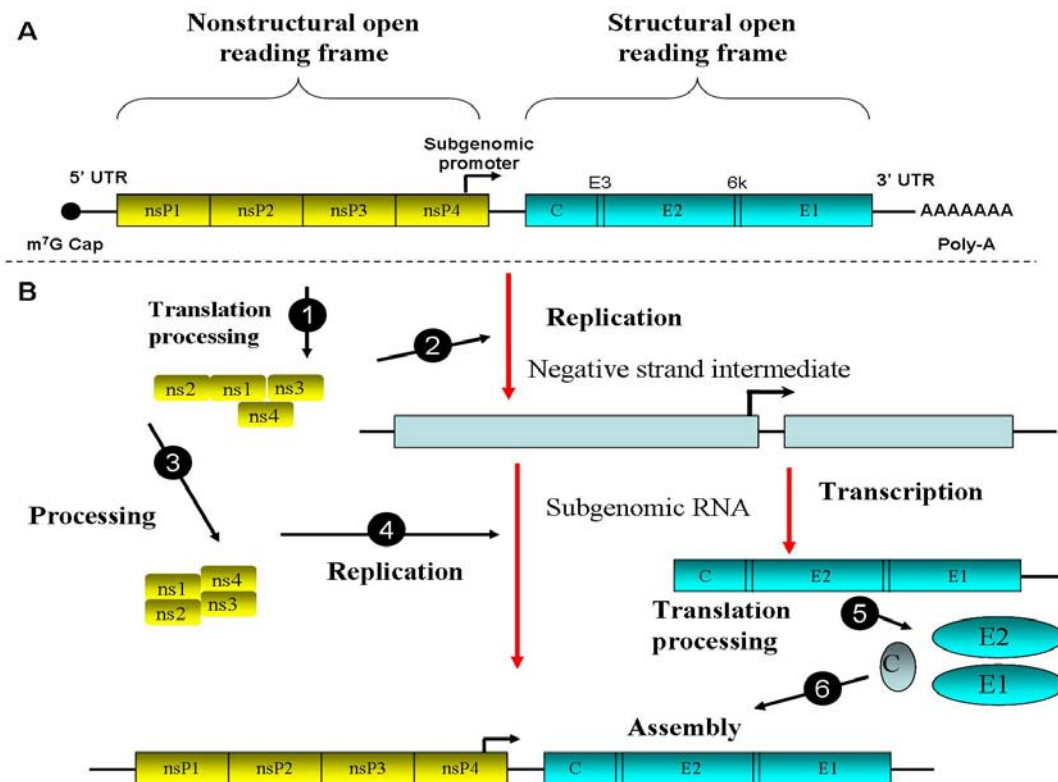 A
Nonstructural open
reading frame
Structural open
reading frame
Subgenomic
promoter
5' UTR
E3
6k
3' UTR
nsP1 nsP2 nsP3 nsP4 C E2 E1 AAAAAAA
m⁷G Cap
Poly-A
B
Translation
processing
1
2
Replication
Negative strand intermediate
ns2 ns1 ns3
ns4
3
Processing
4
Replication
Subgenomic RNA
Transcription
ns1 ns4
ns2 ns3
C E2 E1
Translation
processing
5
E2
C
E1
6
Assembly
nsP1 nsP2 nsP3 nsP4 C E2 E1